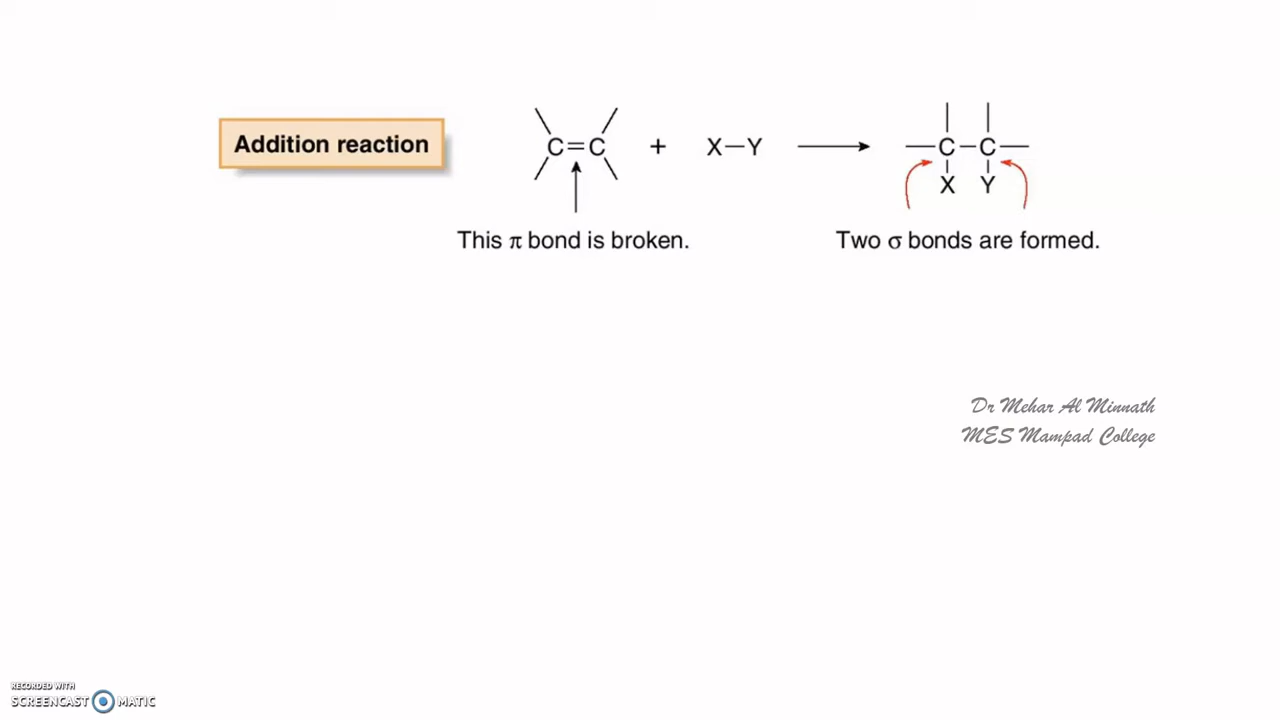 Addition reaction
C=C + X—Y ⟶ —C—C—
X Y
This π bond is broken.
Two σ bonds are formed.
Dr Mehar Al Minnath
MES Mampad College
RECORDED WITH
SCREENCAST MATIC